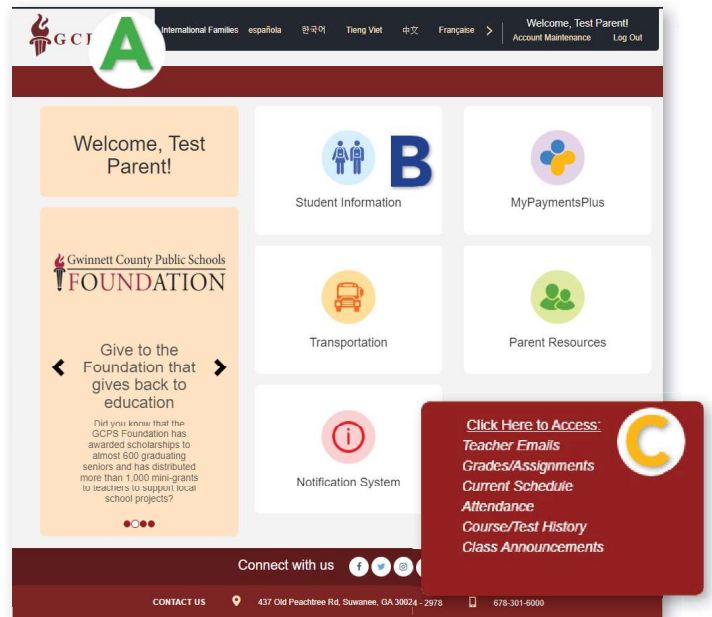 GC
A
International Families española 한국어 Tieng Viet 中文 Française
Welcome, Test Parent!
Account Maintenance Log Out
Welcome, Test
Parent!
Gwinnett County Public Schools
FOUNDATION
Give to the
Foundation that
gives back to
education
Did you know that the
GCPS Foundation has
awarded scholarships to
almost 600 graduating
seniors and has distributed
more than 1,000 mini-grants
to teachers to support local
school projects?
B
Student Information
MyPaymentsPlus
Transportation
Parent Resources
Notification System
C
Click Here to Access:
Teacher Emails
Grades/Assignments
Current Schedule
Attendance
Course/Test History
Class Announcements
Connect with us
CONTACT US 437 Old Peachtree Rd, Suwanee, GA 30024 - 2978 678-301-6000